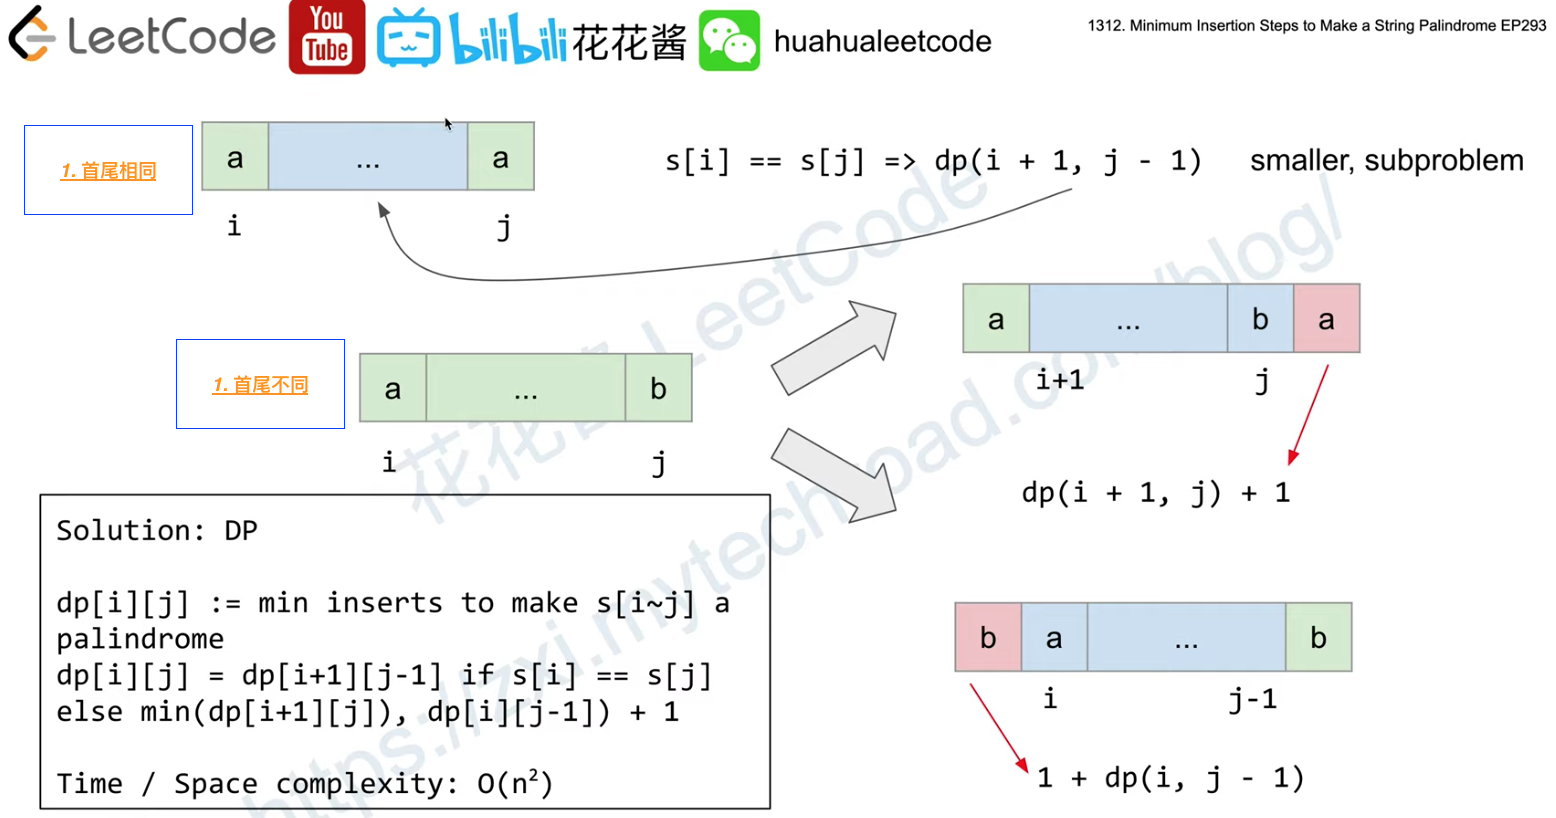 LeetCode You Tube bilibili 花花酱 huahualeetcode
1312. Minimum Insertion Steps to Make a String Palindrome EP293
1. 首尾相同
a ... a
i j
s[i] == s[j] => dp(i + 1, j - 1) smaller, subproblem
1. 首尾不同
a ... b
i j
a ... b a
i+1 j
dp(i + 1, j) + 1
b a ... b
i j-1
1 + dp(i, j - 1)
Solution: DP
dp[i][j] := min inserts to make s[i~j] a
palindrome
dp[i][j] = dp[i+1][j-1] if s[i] == s[j]
else min(dp[i+1][j]), dp[i][j-1]) + 1
Time / Space complexity: O(n²)
花花酱 LeetCode
https://zxi.mytechroad.com/blog/